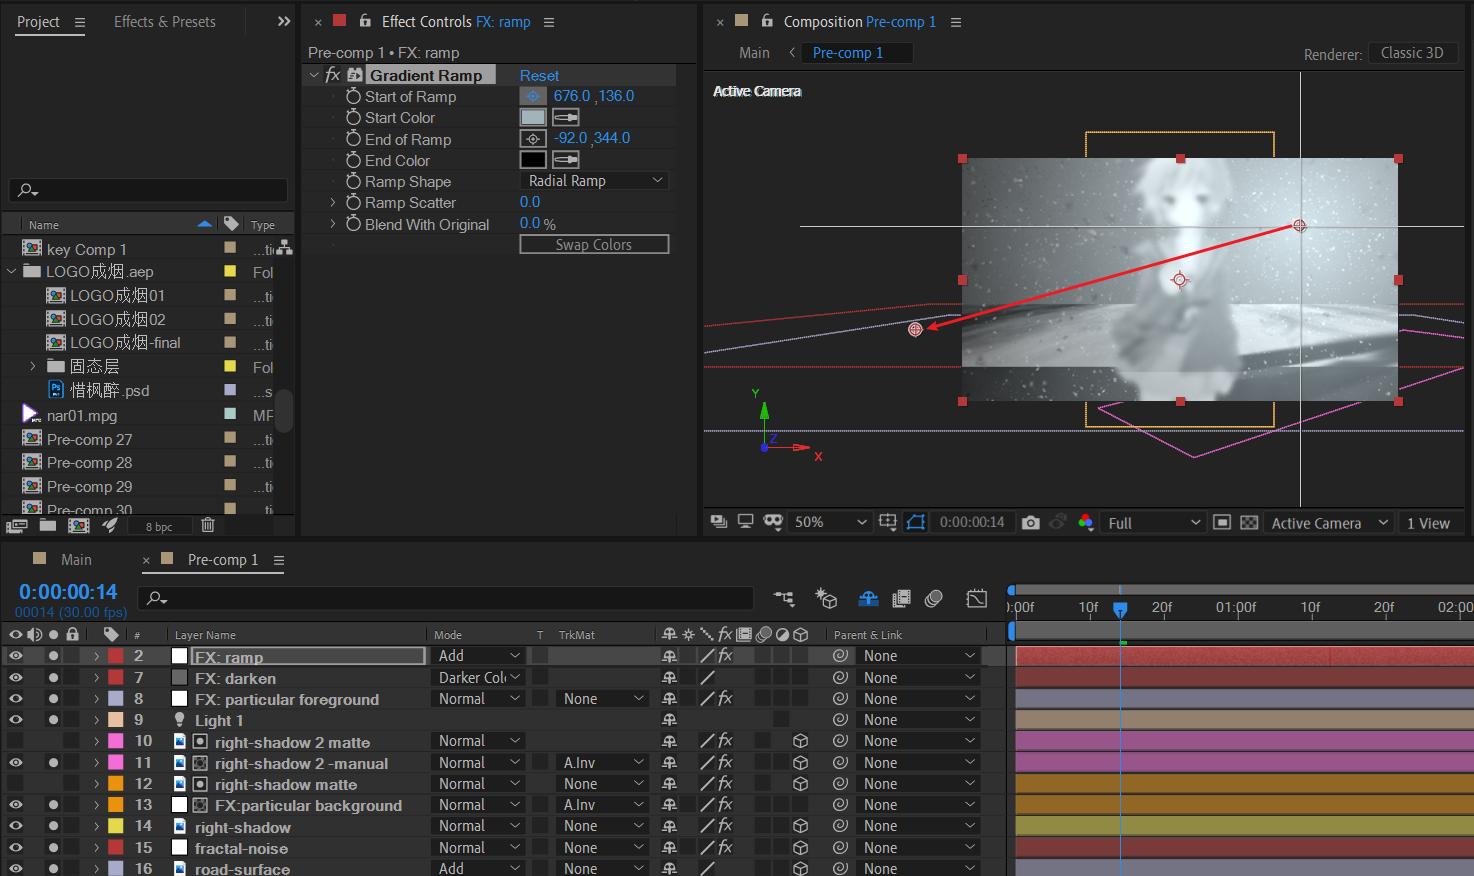 Project
Effects & Presets
Effect Controls FX: ramp
Composition Pre-comp 1
Pre-comp 1 • FX: ramp
Main
Pre-comp 1
Renderer:
Classic 3D
fx Gradient Ramp
Reset
Active Camera
Start of Ramp
676.0 ,136.0
Start Color
End of Ramp
-92.0 ,344.0
End Color
Ramp Shape
Radial Ramp
Ramp Scatter
0.0
Blend With Original
0.0 %
Swap Colors
Name
Type
key Comp 1
...ti
LOGO成烟.aep
Fol
LOGO成烟01
...ti
LOGO成烟02
...ti
LOGO成烟-final
...ti
固态层
Fol
惜枫醉.psd
...s
nar01.mpg
MF
Pre-comp 27
...ti
Pre-comp 28
...ti
Pre-comp 29
...ti
Pre-comp 30
...ti
8 bpc
Y
Z
X
50%
0:00:00:14
Full
Active Camera
1 View
Main
Pre-comp 1
0:00:00:14
00014 (30.00 fps)
):00f
10f
20f
01:00f
10f
20f
02:00
#
Layer Name
Mode
T
TrkMat
fx
Parent & Link
2
FX: ramp
Add
fx
None
7
FX: darken
Darker Col
None
8
FX: particular foreground
Normal
None
fx
None
9
Light 1
None
10
right-shadow 2 matte
Normal
fx
None
11
right-shadow 2 -manual
Normal
A.Inv
fx
None
12
right-shadow matte
Normal
None
fx
None
13
FX:particular background
Normal
A.Inv
fx
None
14
right-shadow
Normal
None
fx
None
15
fractal-noise
Normal
None
fx
None
16
road-surface
Add
None
None